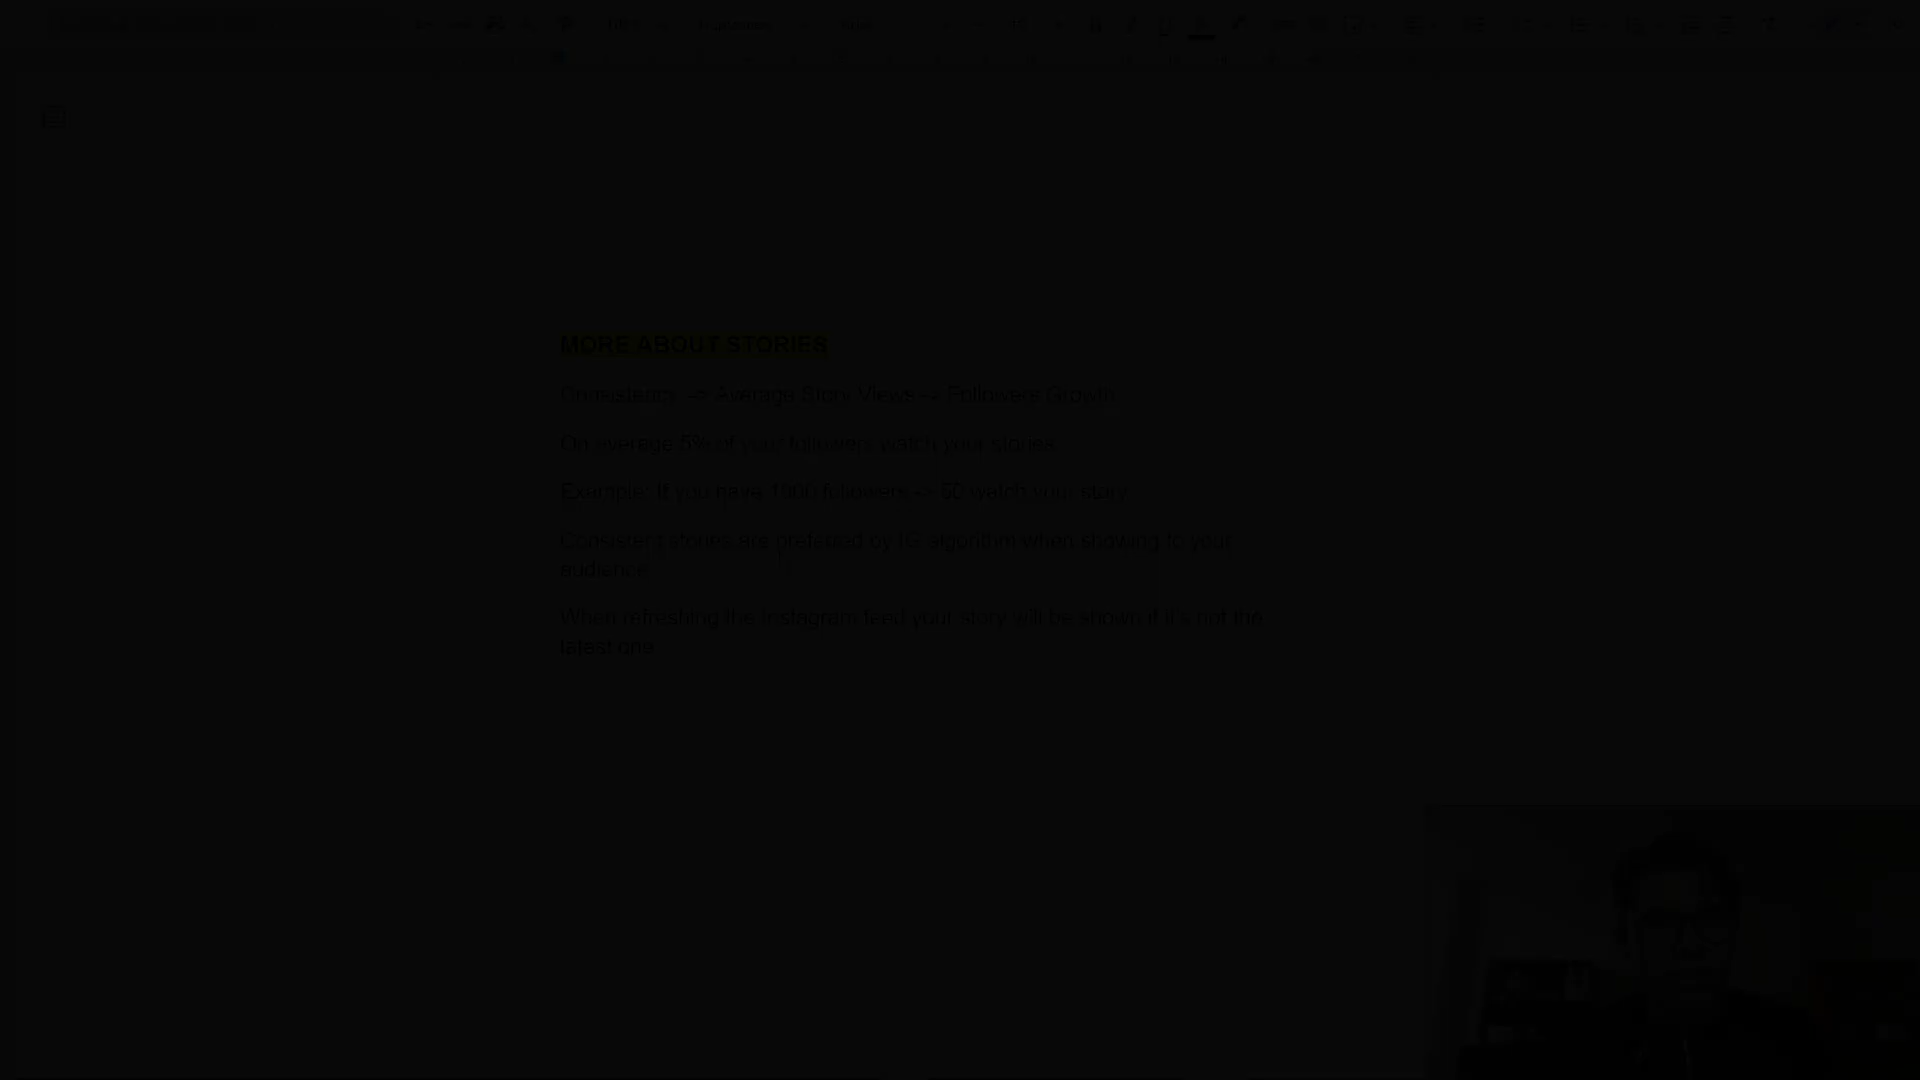 MORE ABOUT STORIES
Consistency -> Average Story Views -> Followers Growth
On average 5% of your followers watch your stories
Example: If you have 1000 followers -> 50 watch your story
Consistent stories are preferred by IG algorithm when showing to your
audience
When refreshing the Instagram feed your story will be shown if it's not the
latest one